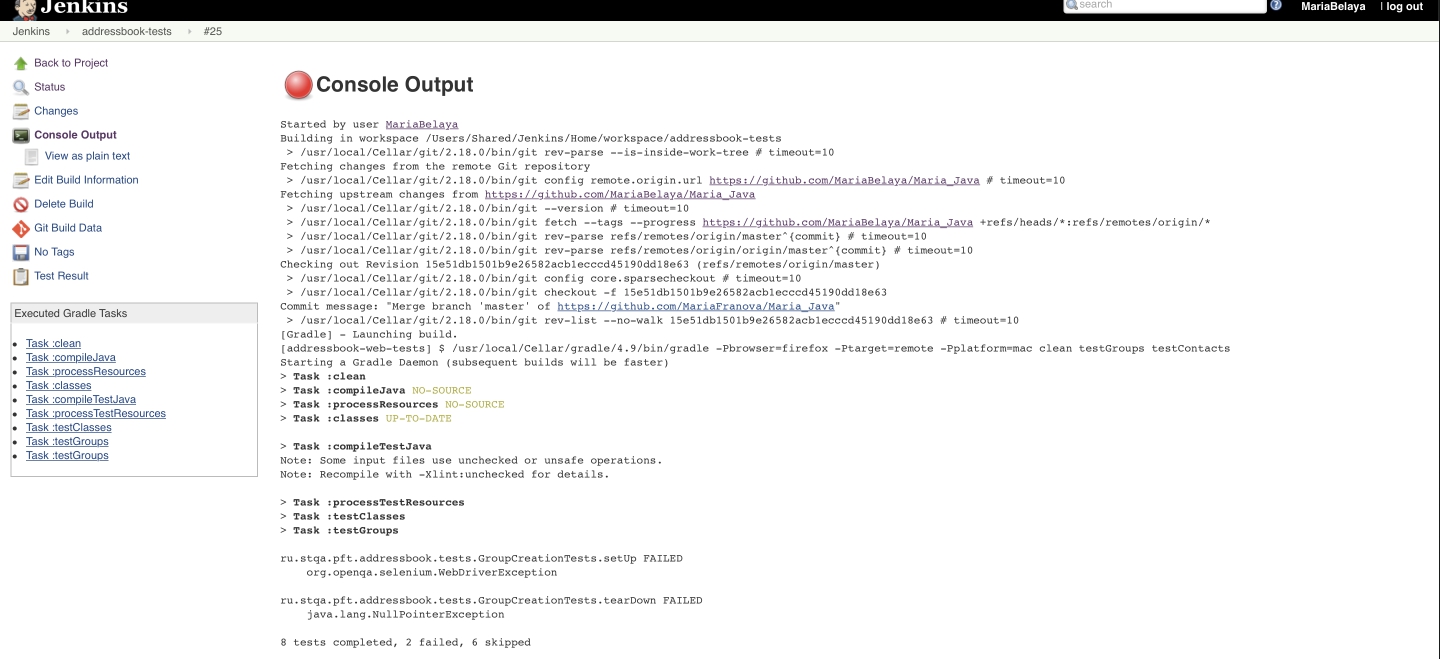 Jenkins
search
MariaBelaya
| log out
Jenkins
addressbook-tests
#25
Back to Project
Status
Changes
Console Output
View as plain text
Edit Build Information
Delete Build
Git Build Data
No Tags
Test Result
Executed Gradle Tasks
Task :clean
Task :compileJava
Task :processResources
Task :classes
Task :compileTestJava
Task :processTestResources
Task :testClasses
Task :testGroups
Task :testGroups
Console Output
Started by user MariaBelaya
Building in workspace /Users/Shared/Jenkins/Home/workspace/addressbook-tests
> /usr/local/Cellar/git/2.18.0/bin/git rev-parse --is-inside-work-tree # timeout=10
Fetching changes from the remote Git repository
> /usr/local/Cellar/git/2.18.0/bin/git config remote.origin.url https://github.com/MariaBelaya/Maria_Java # timeout=10
Fetching upstream changes from https://github.com/MariaBelaya/Maria_Java
> /usr/local/Cellar/git/2.18.0/bin/git --version # timeout=10
> /usr/local/Cellar/git/2.18.0/bin/git fetch --tags --progress https://github.com/MariaBelaya/Maria_Java +refs/heads/*:refs/remotes/origin/*
> /usr/local/Cellar/git/2.18.0/bin/git rev-parse refs/remotes/origin/master^{commit} # timeout=10
> /usr/local/Cellar/git/2.18.0/bin/git rev-parse refs/remotes/origin/origin/master^{commit} # timeout=10
Checking out Revision 15e51db1501b9e26582acb1ecccd45190dd18e63 (refs/remotes/origin/master)
> /usr/local/Cellar/git/2.18.0/bin/git config core.sparsecheckout # timeout=10
> /usr/local/Cellar/git/2.18.0/bin/git checkout -f 15e51db1501b9e26582acb1ecccd45190dd18e63
Commit message: "Merge branch 'master' of https://github.com/MariaFranova/Maria_Java"
> /usr/local/Cellar/git/2.18.0/bin/git rev-list --no-walk 15e51db1501b9e26582acb1ecccd45190dd18e63 # timeout=10
[Gradle] - Launching build.
[addressbook-web-tests] $ /usr/local/Cellar/gradle/4.9/bin/gradle -Pbrowser=firefox -Ptarget=remote -Pplatform=mac clean testGroups testContacts
Starting a Gradle Daemon (subsequent builds will be faster)
> Task :clean
> Task :compileJava NO-SOURCE
> Task :processResources NO-SOURCE
> Task :classes UP-TO-DATE
> Task :compileTestJava
Note: Some input files use unchecked or unsafe operations.
Note: Recompile with -Xlint:unchecked for details.
> Task :processTestResources
> Task :testClasses
> Task :testGroups
ru.stqa.pft.addressbook.tests.GroupCreationTests.setUp FAILED
org.openqa.selenium.WebDriverException
ru.stqa.pft.addressbook.tests.GroupCreationTests.tearDown FAILED
java.lang.NullPointerException
8 tests completed, 2 failed, 6 skipped